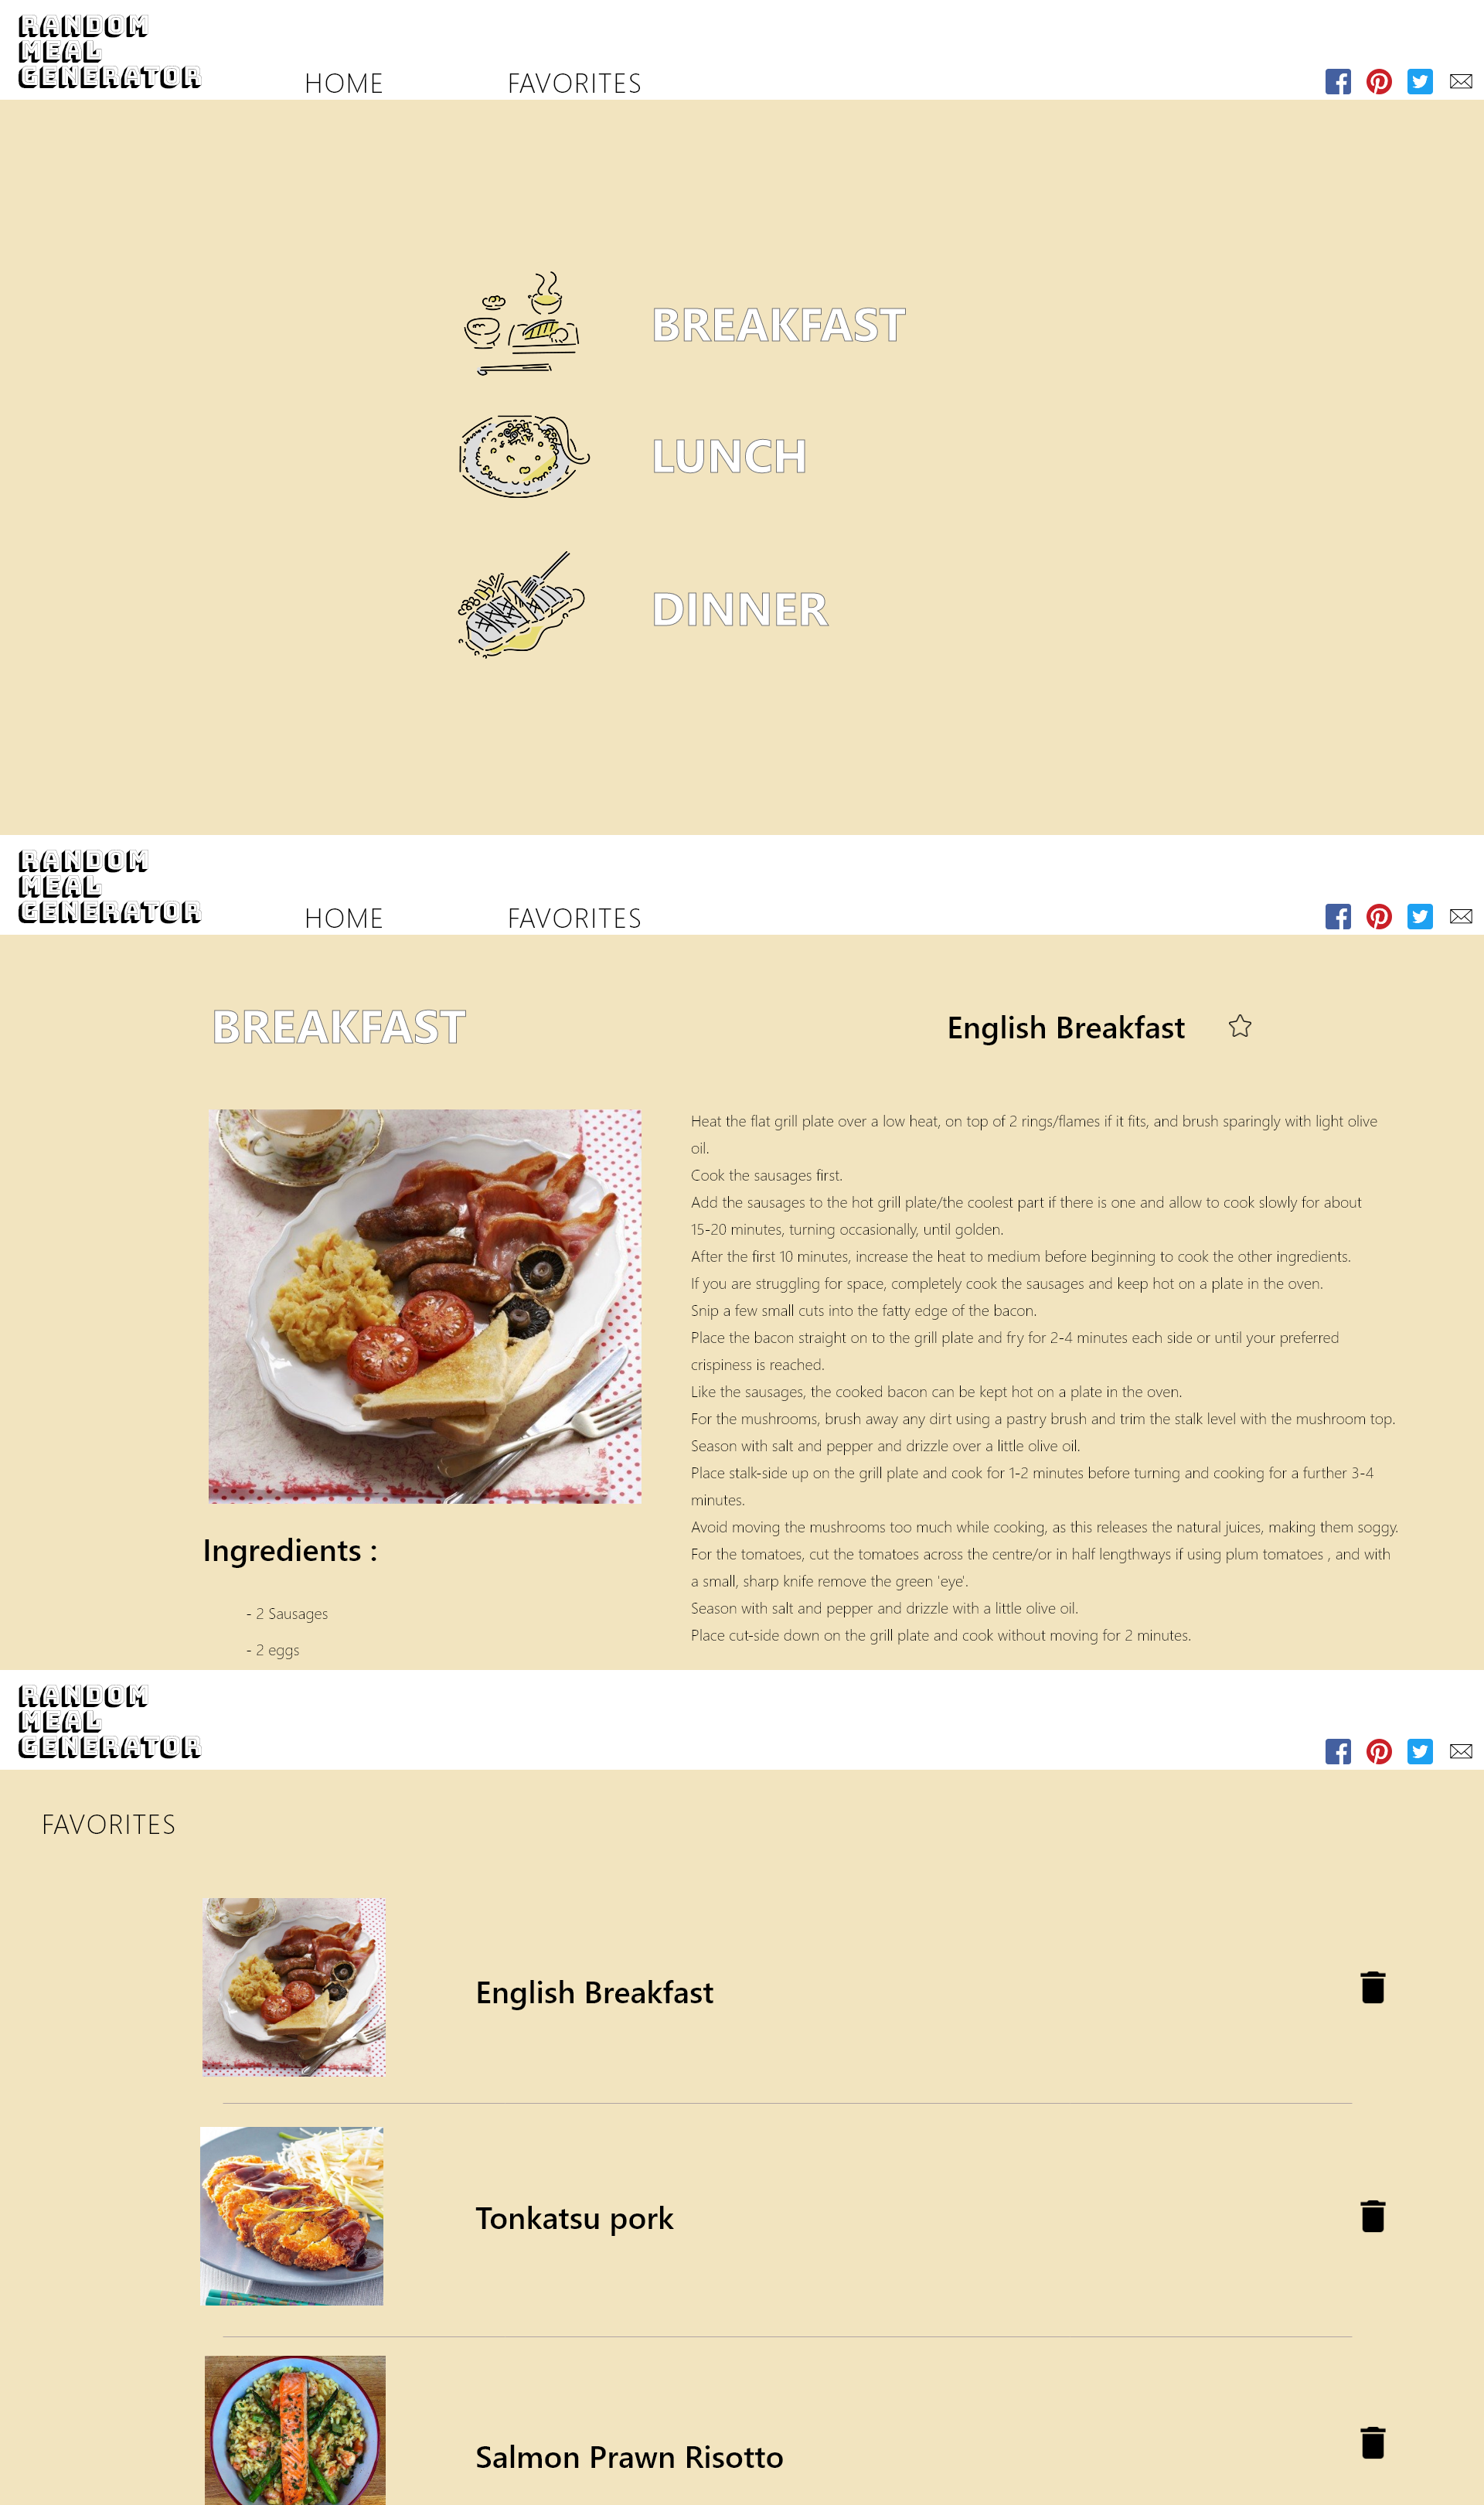 RANDOM
MEAL
GENERATOR
HOME
FAVORITES
BREAKFAST
LUNCH
DINNER
RANDOM
MEAL
GENERATOR
HOME
FAVORITES
BREAKFAST
English Breakfast
Heat the flat grill plate over a low heat, on top of 2 rings/flames if it fits, and brush sparingly with light olive
oil.
Cook the sausages first.
Add the sausages to the hot grill plate/the coolest part if there is one and allow to cook slowly for about
15-20 minutes, turning occasionally, until golden.
After the first 10 minutes, increase the heat to medium before beginning to cook the other ingredients.
If you are struggling for space, completely cook the sausages and keep hot on a plate in the oven.
Snip a few small cuts into the fatty edge of the bacon.
Place the bacon straight on to the grill plate and fry for 2-4 minutes each side or until your preferred
crispiness is reached.
Like the sausages, the cooked bacon can be kept hot on a plate in the oven.
For the mushrooms, brush away any dirt using a pastry brush and trim the stalk level with the mushroom top.
Season with salt and pepper and drizzle over a little olive oil.
Place stalk-side up on the grill plate and cook for 1-2 minutes before turning and cooking for a further 3-4
minutes.
Avoid moving the mushrooms too much while cooking, as this releases the natural juices, making them soggy.
For the tomatoes, cut the tomatoes across the centre/or in half lengthways if using plum tomatoes , and with
a small, sharp knife remove the green 'eye'.
Season with salt and pepper and drizzle with a little olive oil.
Place cut-side down on the grill plate and cook without moving for 2 minutes.
Ingredients :
- 2 Sausages
- 2 eggs
RANDOM
MEAL
GENERATOR
FAVORITES
English Breakfast
Tonkatsu pork
Salmon Prawn Risotto